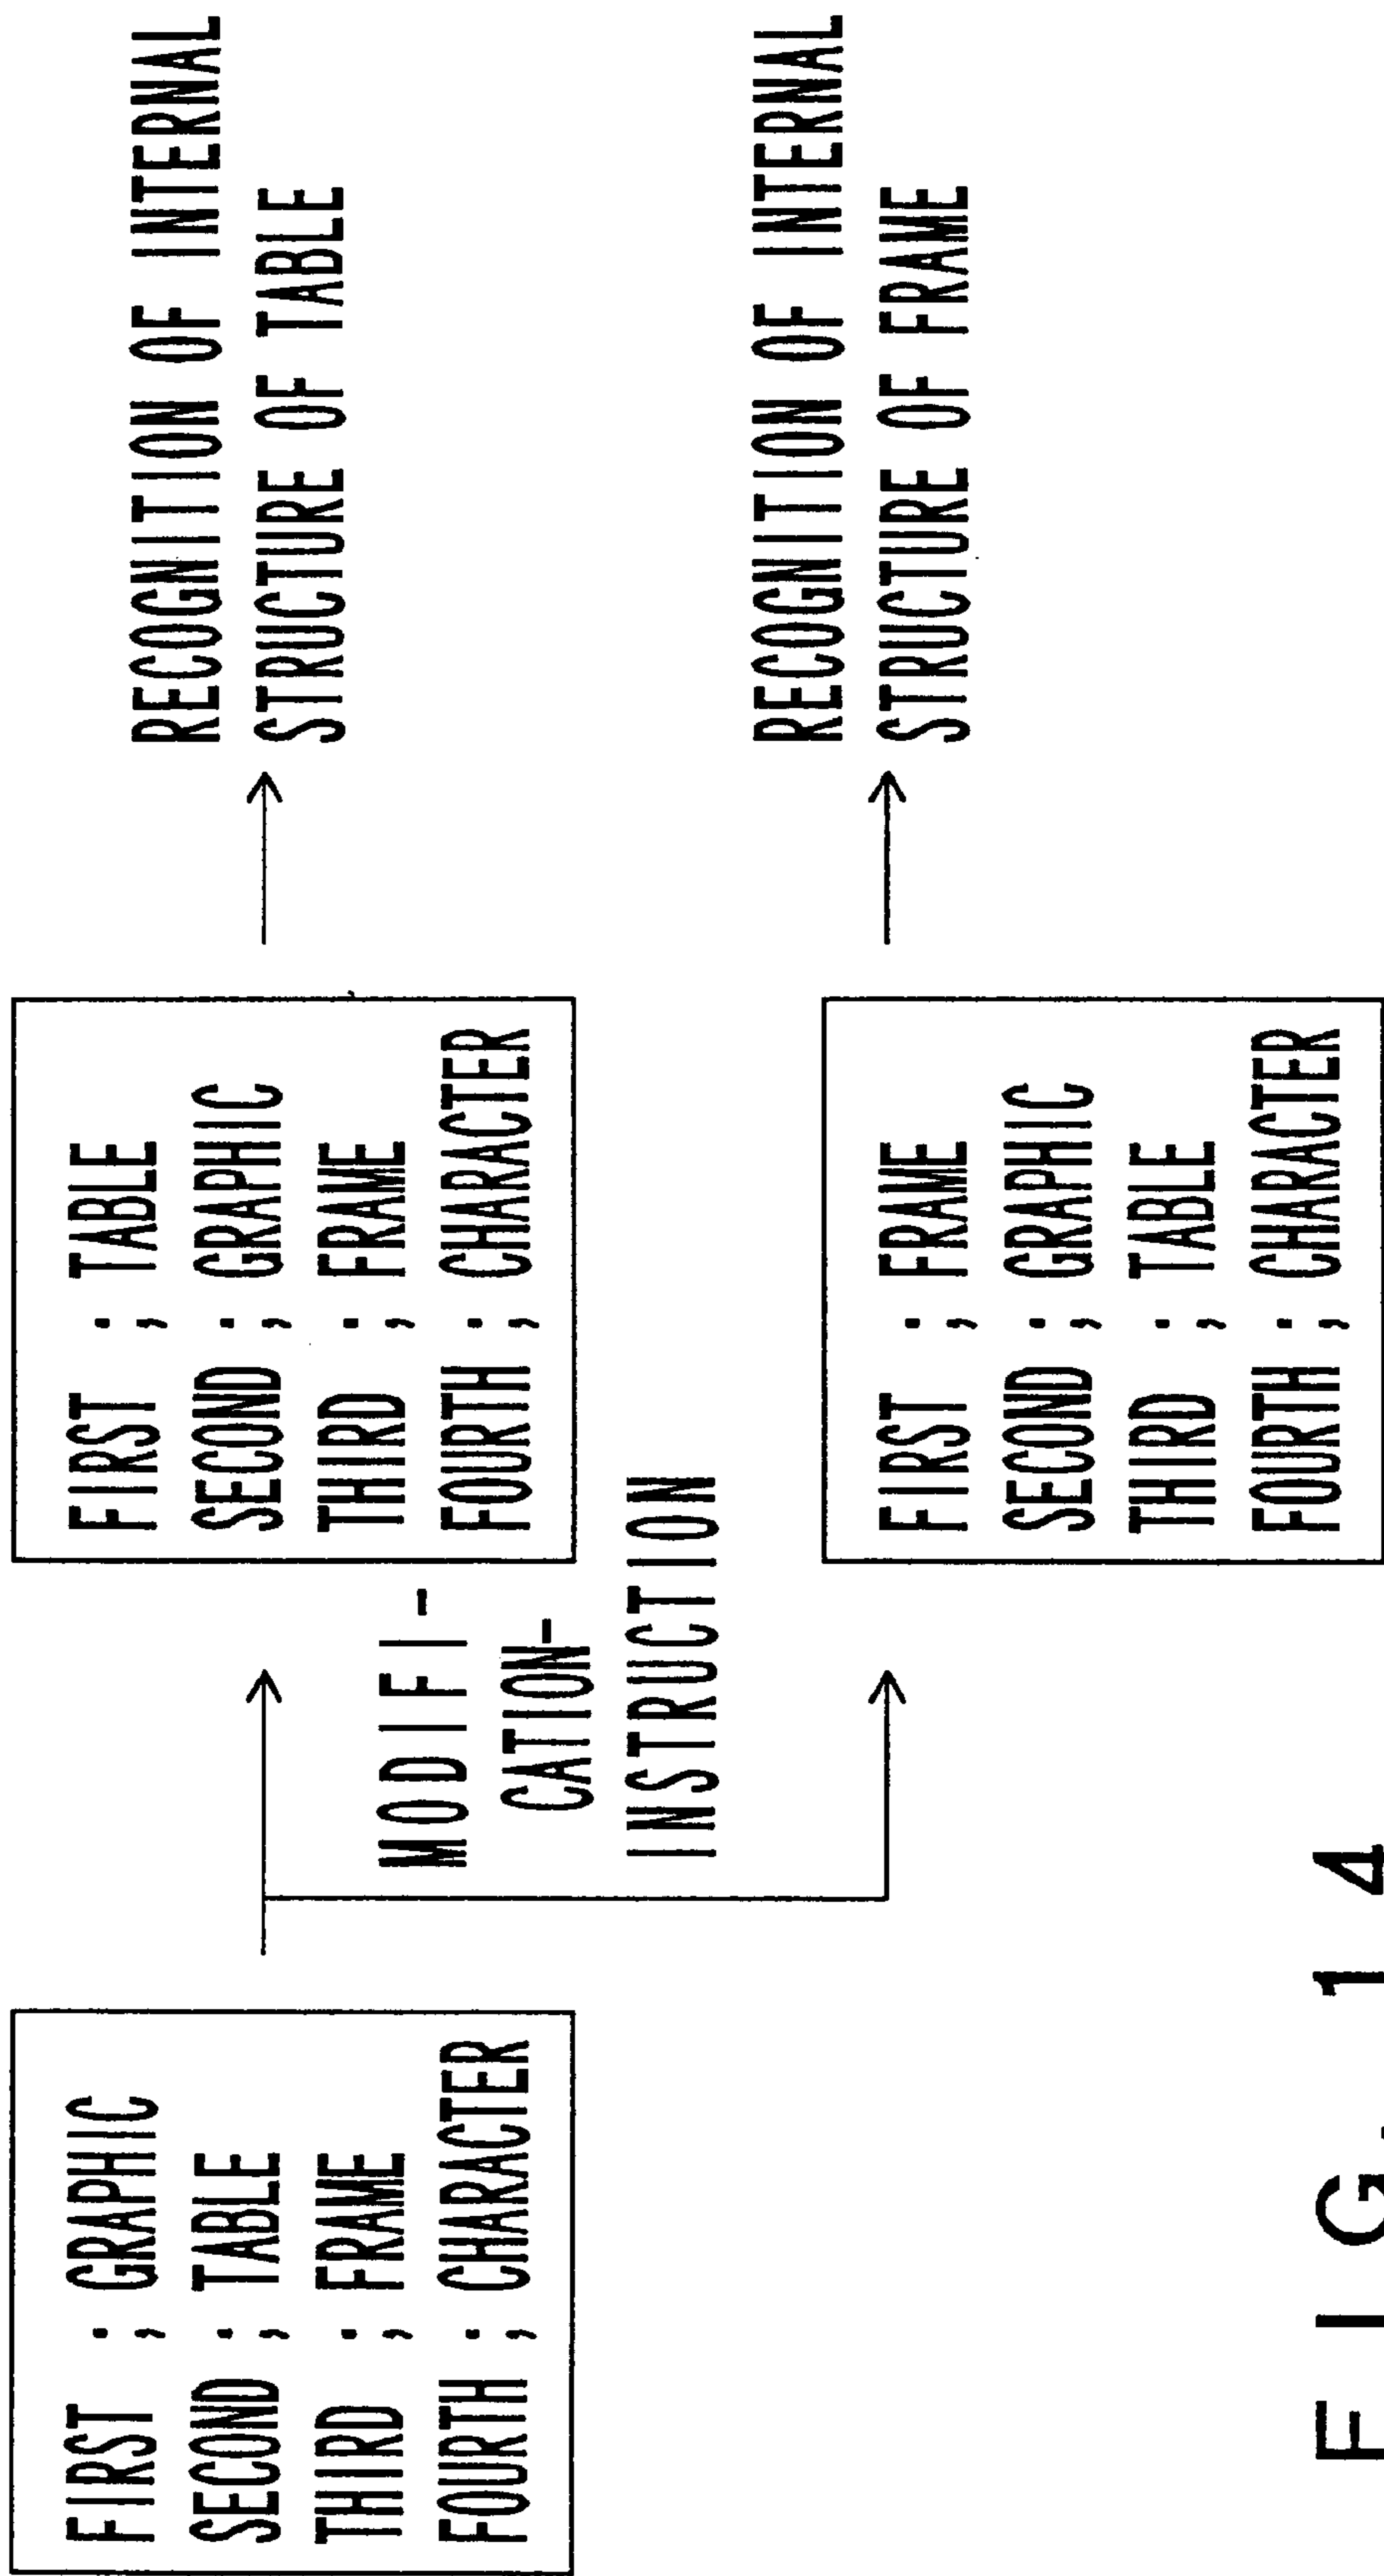 FIRST ; GRAPHIC
SECOND ; TABLE
THIRD ; FRAME
FOURTH ; CHARACTER
MODIFI-
CATION-
INSTRUCTION
FIRST ; TABLE
SECOND ; GRAPHIC
THIRD ; FRAME
FOURTH ; CHARACTER
RECOGNITION OF INTERNAL
STRUCTURE OF TABLE
FIRST ; FRAME
SECOND ; GRAPHIC
THIRD ; TABLE
FOURTH ; CHARACTER
RECOGNITION OF INTERNAL
STRUCTURE OF FRAME
FIG. 14